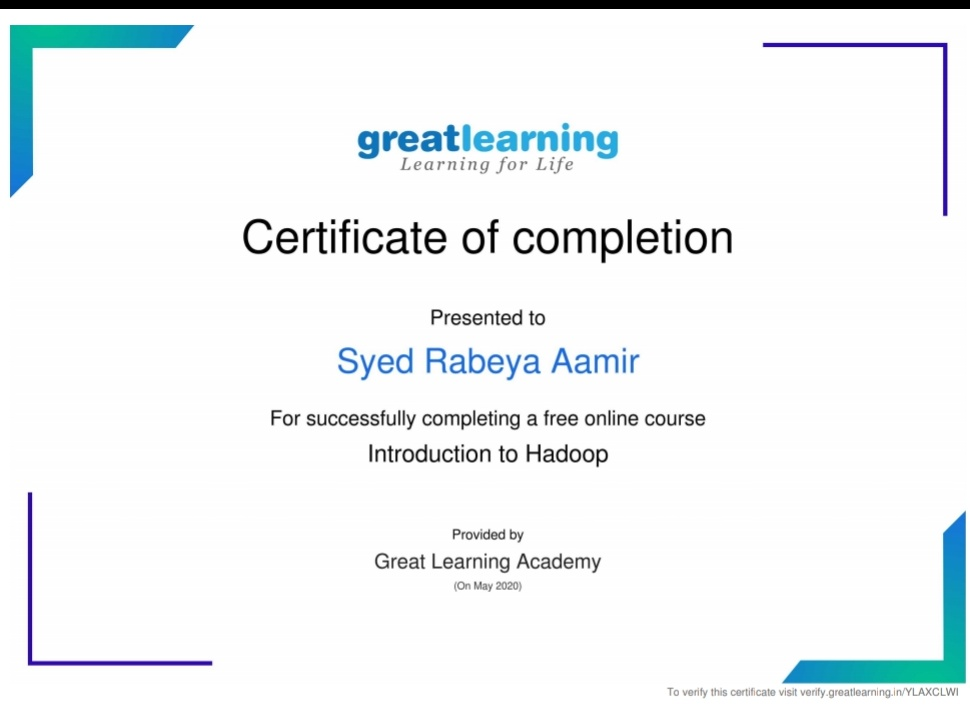 greatlearning
Learning for Life
Certificate of completion
Presented to
Syed Rabeya Aamir
For successfully completing a free online course
Introduction to Hadoop
Provided by
Great Learning Academy
(On May 2020)
To verify this certificate visit verify.greatlearning.in/YLAXCLWI